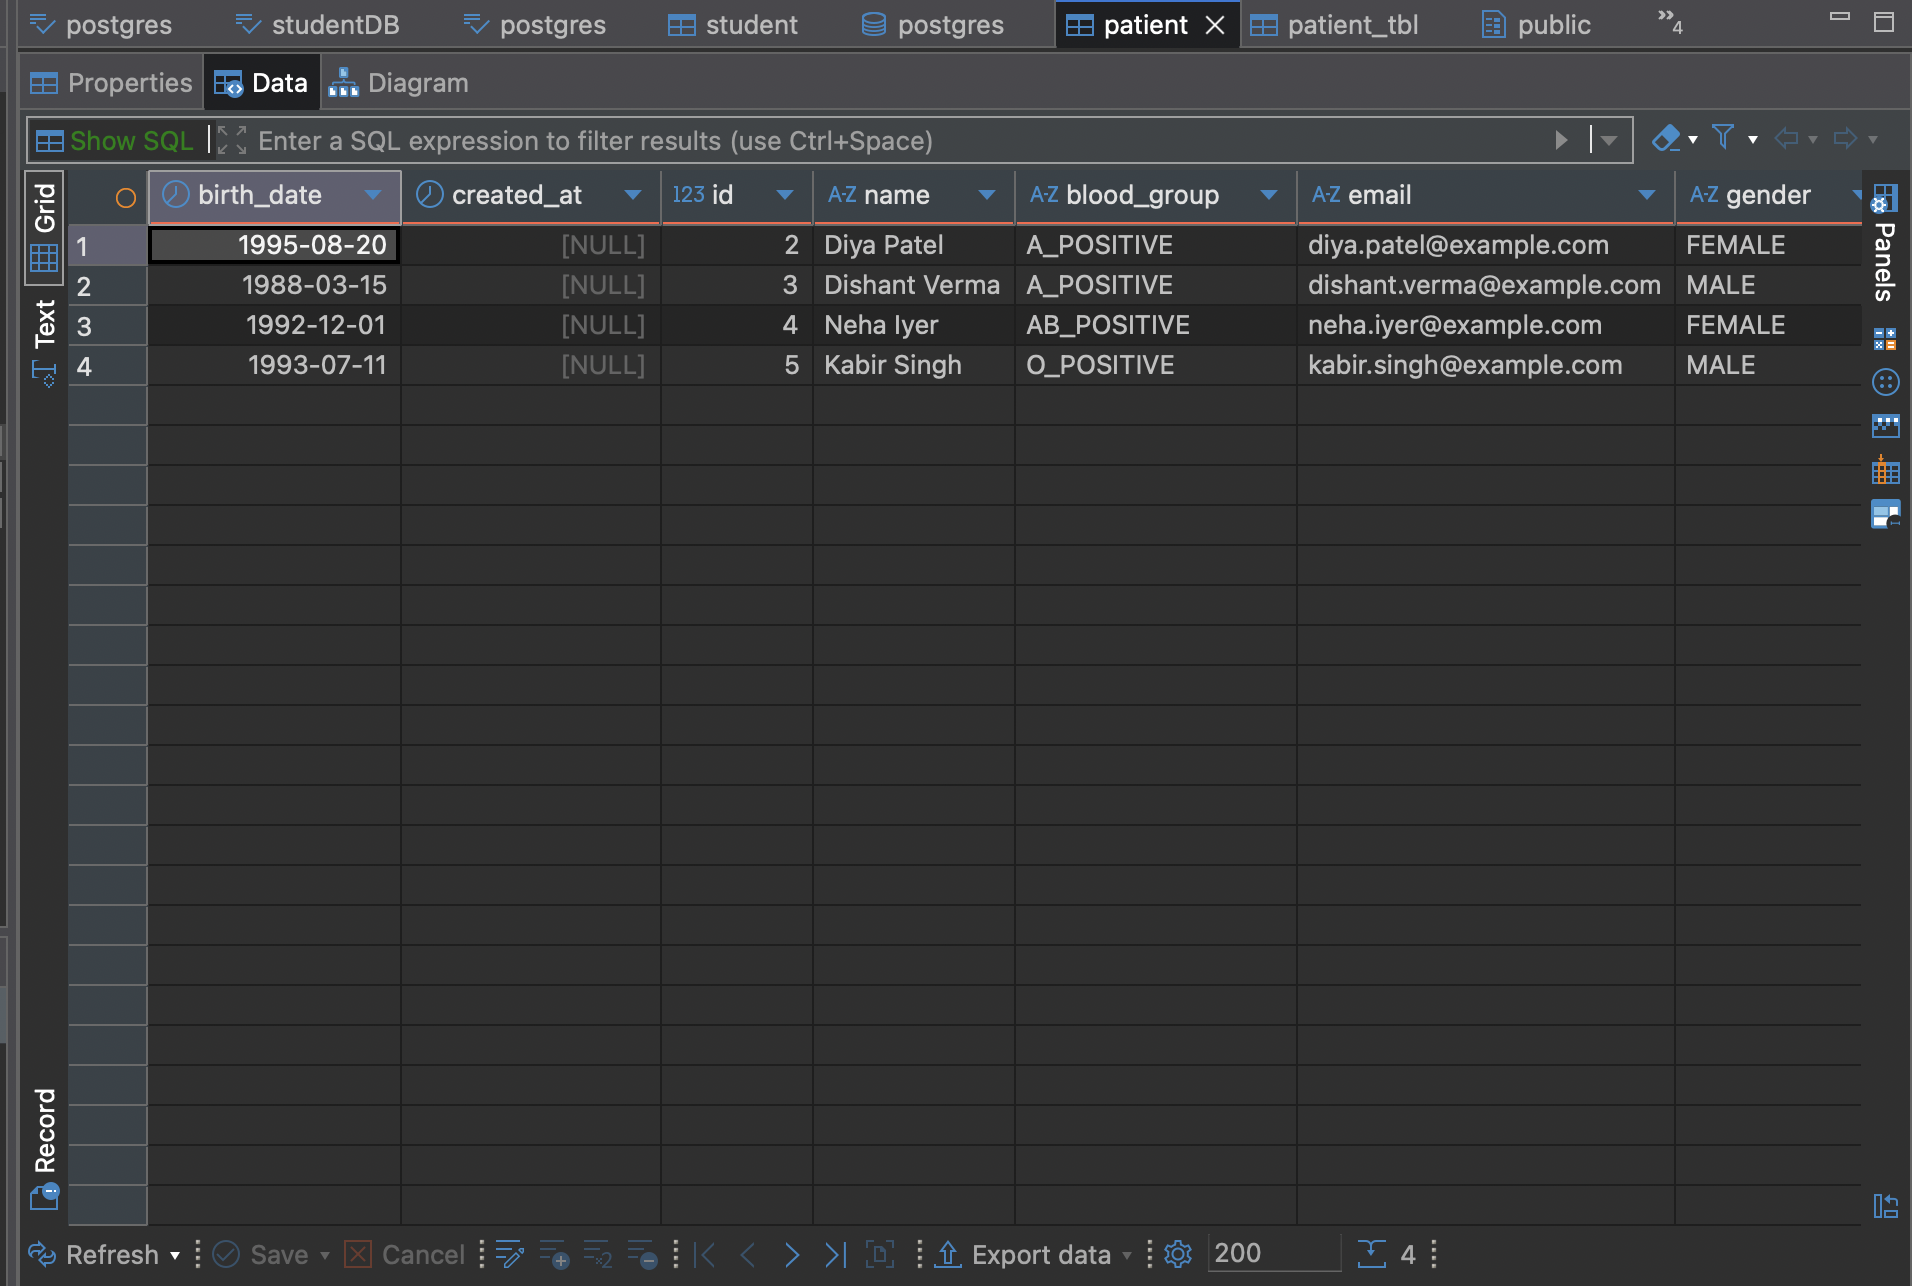 postgres studentDB postgres student postgres patient patient_tbl public »4
Properties Data Diagram
Show SQL Enter a SQL expression to filter results (use Ctrl+Space)
Grid
Text
Record
Panels
birth_date created_at 123 id A-Z name A-Z blood_group A-Z email A-Z gender
1 1995-08-20 [NULL] 2 Diya Patel A_POSITIVE diya.patel@example.com FEMALE
2 1988-03-15 [NULL] 3 Dishant Verma A_POSITIVE dishant.verma@example.com MALE
3 1992-12-01 [NULL] 4 Neha Iyer AB_POSITIVE neha.iyer@example.com FEMALE
4 1993-07-11 [NULL] 5 Kabir Singh O_POSITIVE kabir.singh@example.com MALE
Refresh Save Cancel Export data 200 4